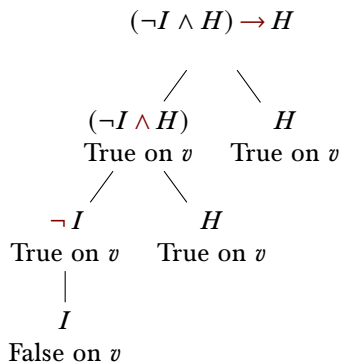 (¬I ∧ H) → H
(¬I ∧ H) H
True on v True on v
¬ I H
True on v True on v
I
False on v